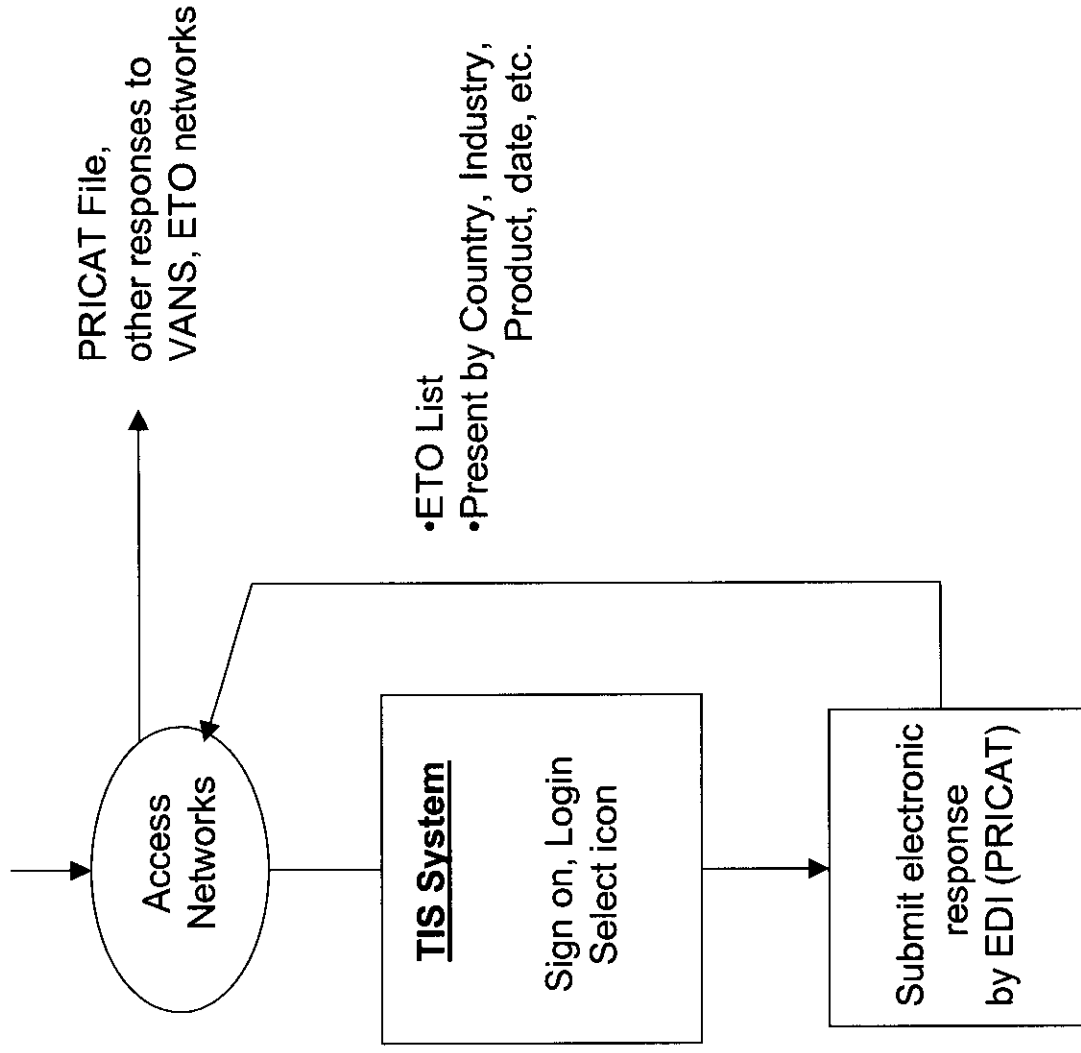 PRICAT File,
other responses to
VANS, ETO networks
Access
Networks
•ETO List
•Present by Country, Industry,
Product, date, etc.
TIS System
Sign on, Login
Select icon
Submit electronic
response
by EDI (PRICAT)